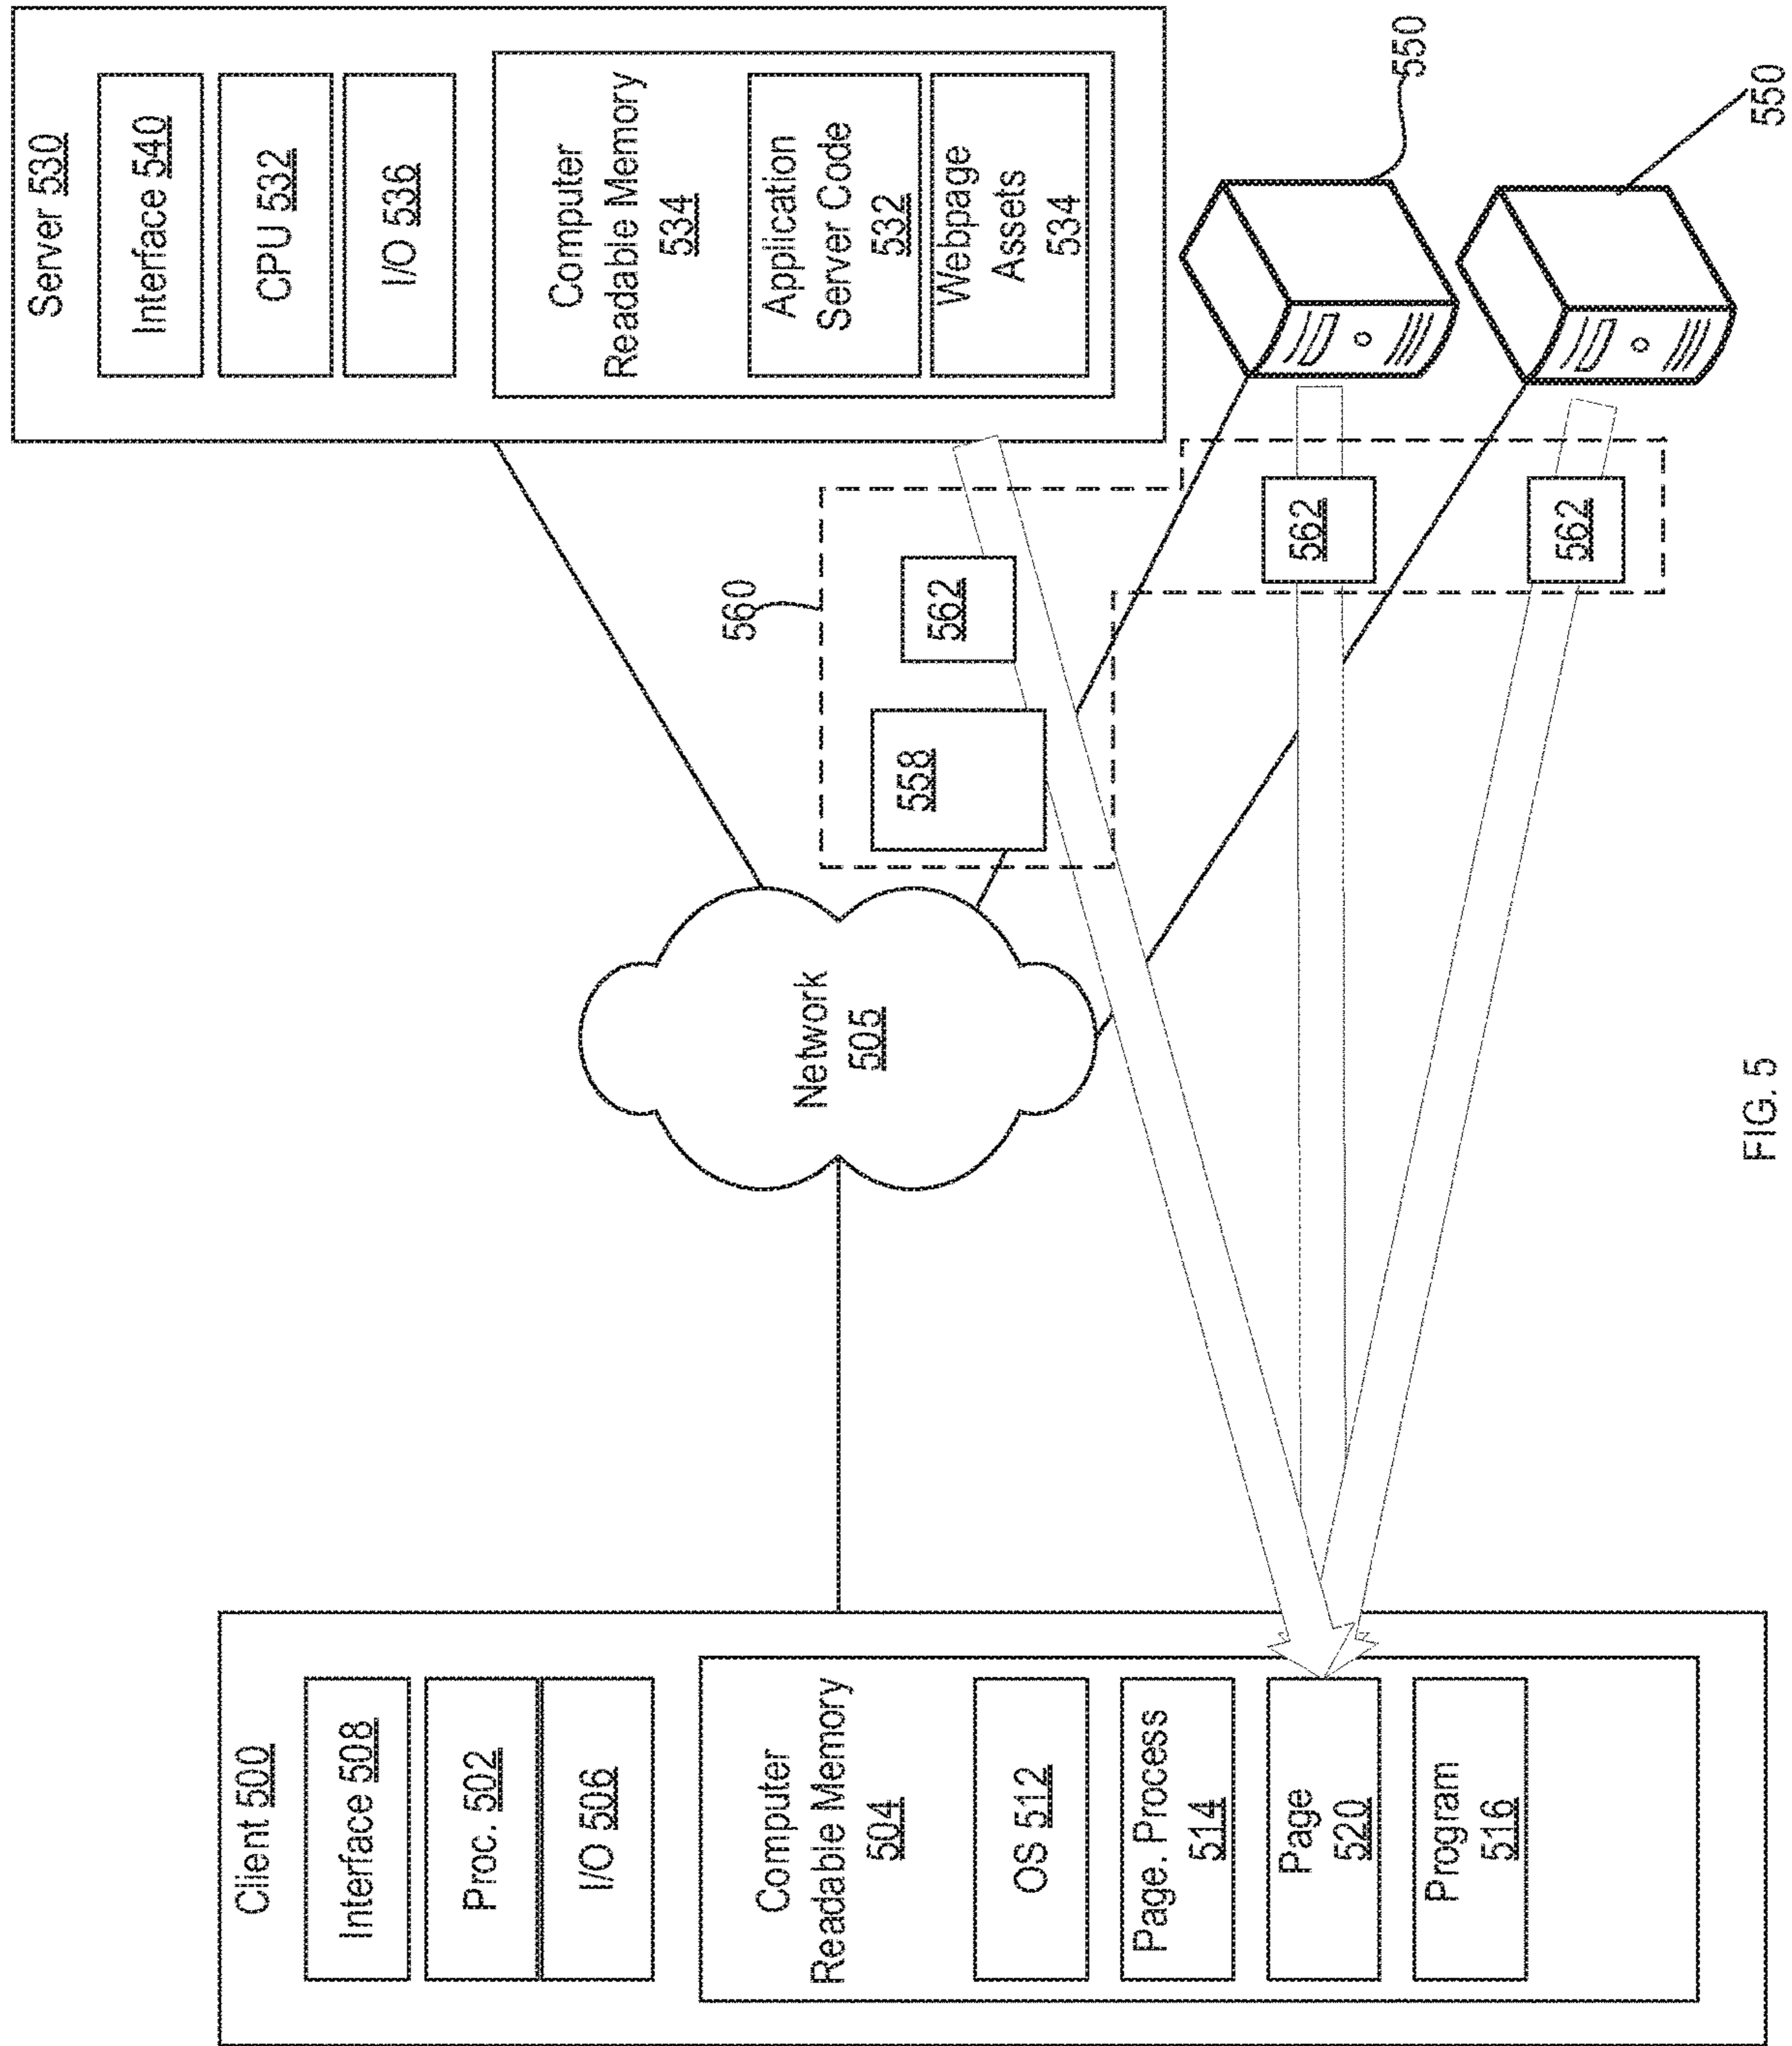 Client 500
Interface 508
Proc. 502
I/O 506
Computer
Readable Memory
504
OS 512
Page. Process
514
Page
520
Program
516
Network
505
560
558
562
562
562
Server 530
Interface 540
CPU 532
I/O 536
Computer
Readable Memory
534
Application
Server Code
532
Webpage
Assets
534
550
550
FIG. 5